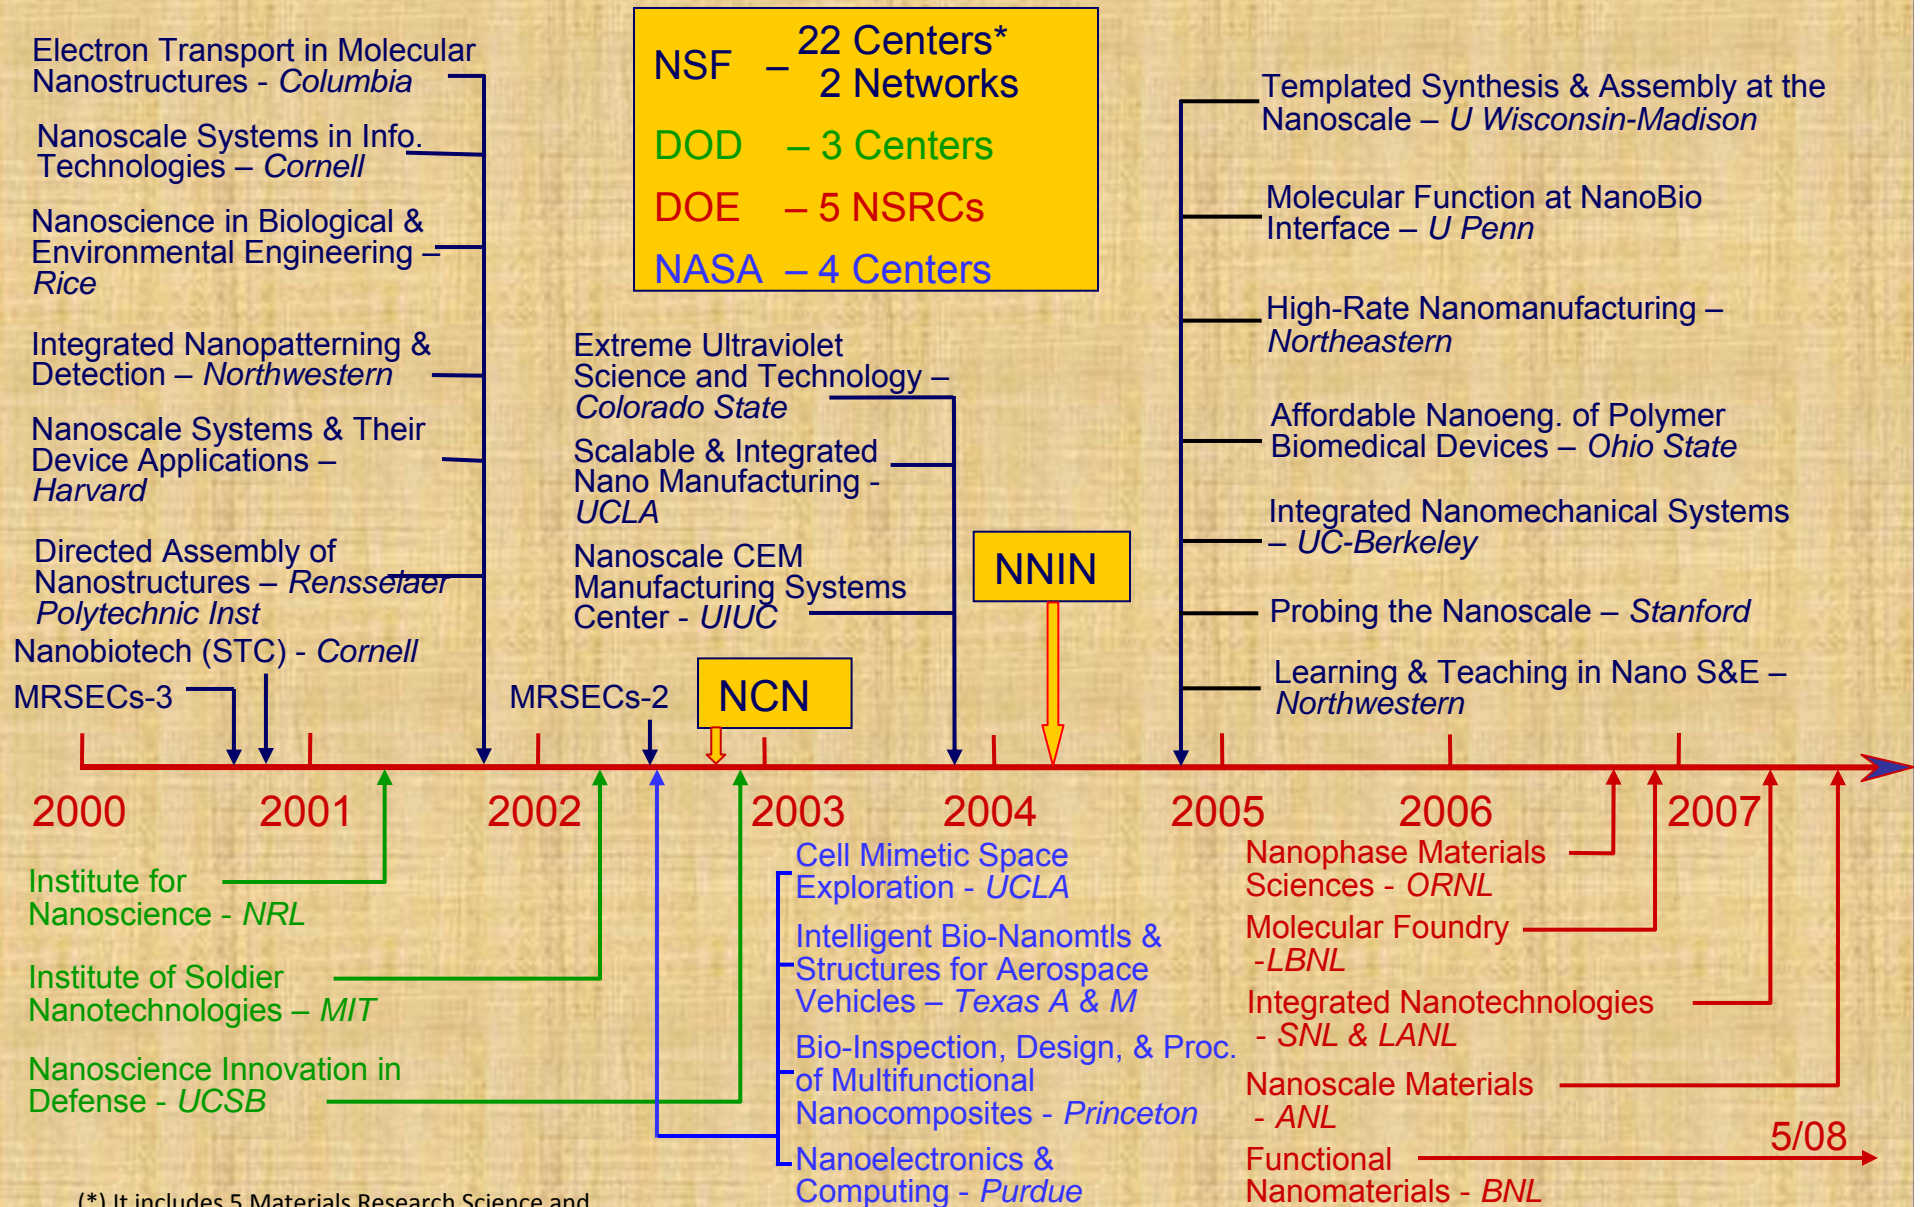 Electron Transport in Molecular
Nanostructures - Columbia
Nanoscale Systems in Info.
Technologies – Cornell
Nanoscience in Biological &
Environmental Engineering –
Rice
Integrated Nanopatterning &
Detection – Northwestern
Nanoscale Systems & Their
Device Applications –
Harvard
Directed Assembly of
Nanostructures – Rensselaer
Polytechnic Inst
Nanobiotech (STC) - Cornell
MRSECs-3
NSF – 22 Centers*
2 Networks
DOD – 3 Centers
DOE – 5 NSRCs
NASA – 4 Centers
Extreme Ultraviolet
Science and Technology –
Colorado State
Scalable & Integrated
Nano Manufacturing -
UCLA
Nanoscale CEM
Manufacturing Systems
Center - UIUC
MRSECs-2
NCN
NNIN
Templated Synthesis & Assembly at the
Nanoscale – U Wisconsin-Madison
Molecular Function at NanoBio
Interface – U Penn
High-Rate Nanomanufacturing –
Northeastern
Affordable Nanoeng. of Polymer
Biomedical Devices – Ohio State
Integrated Nanomechanical Systems
– UC-Berkeley
Probing the Nanoscale – Stanford
Learning & Teaching in Nano S&E –
Northwestern
2000 2001 2002 2003 2004 2005 2006 2007
Institute for
Nanoscience - NRL
Institute of Soldier
Nanotechnologies – MIT
Nanoscience Innovation in
Defense - UCSB
Cell Mimetic Space
Exploration - UCLA
Intelligent Bio-Nanomtls &
Structures for Aerospace
Vehicles – Texas A & M
Bio-Inspection, Design, & Proc.
of Multifunctional
Nanocomposites - Princeton
Nanoelectronics &
Computing - Purdue
Nanophase Materials
Sciences - ORNL
Molecular Foundry
-LBNL
Integrated Nanotechnologies
- SNL & LANL
Nanoscale Materials
- ANL
5/08
Functional
Nanomaterials - BNL
(*) It includes 5 Materials Research Science and